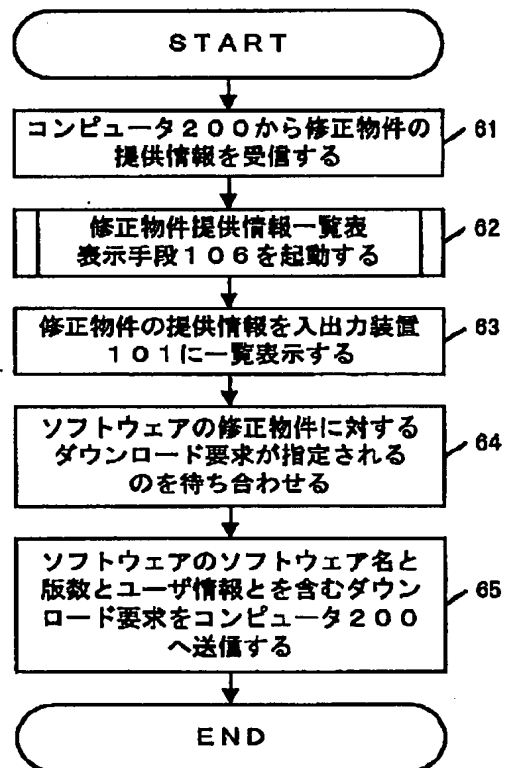 START
コンピュータ200から修正物件の
提供情報を受信する
61
修正物件提供情報一覧表
表示手段106を起動する
62
修正物件の提供情報を入出力装置
101に一覧表示する
63
ソフトウェアの修正物件に対する
ダウンロード要求が指定される
のを待ち合わせる
64
ソフトウェアのソフトウェア名と
版数とユーザ情報とを含むダウン
ロード要求をコンピュータ200
へ送信する
65
END